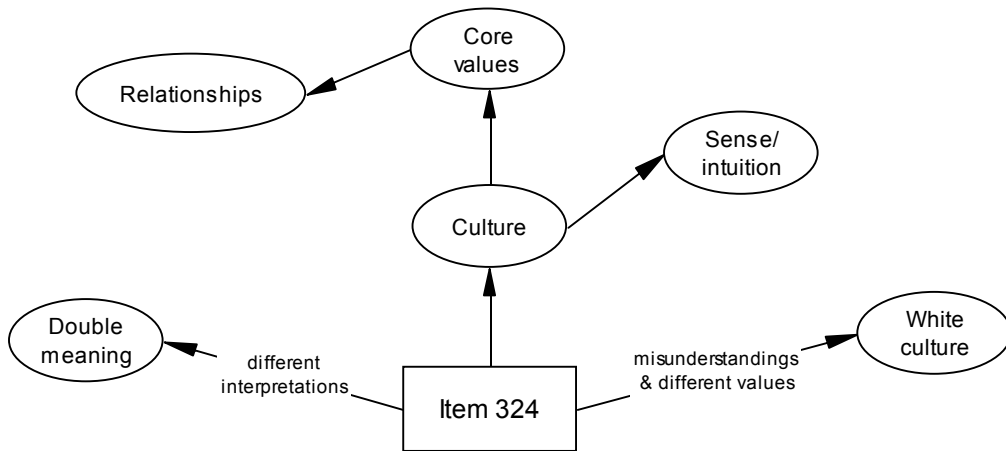 Core
values
Relationships
Sense/
intuition
Culture
Double
meaning
different
interpretations
misunderstandings
& different values
White
culture
Item 324